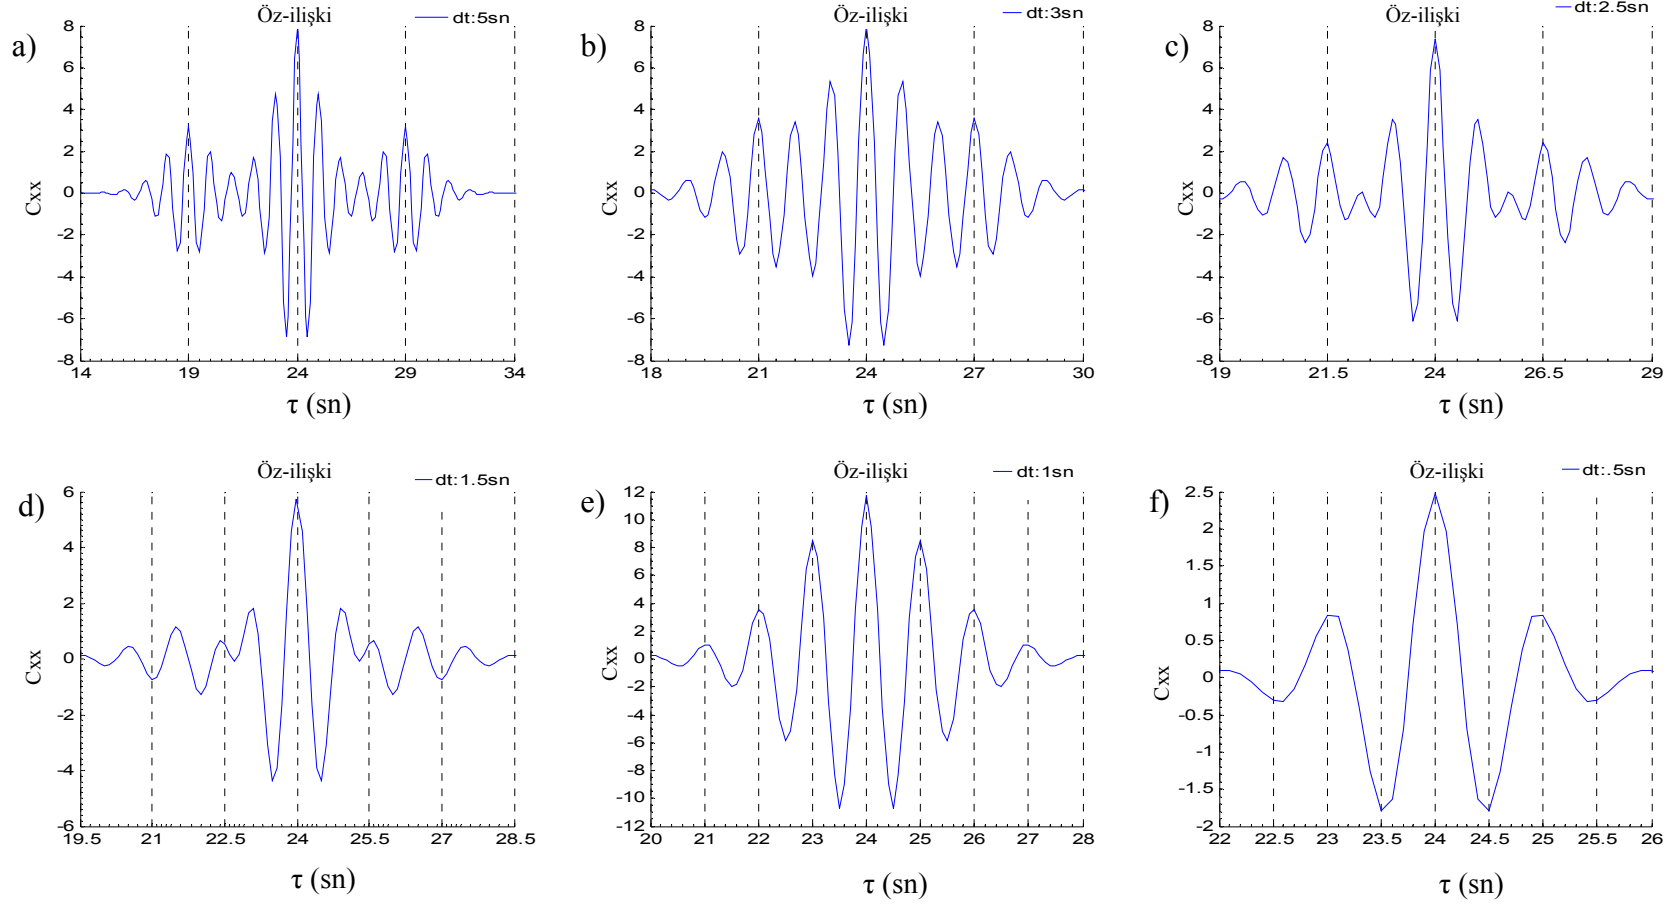 Öz-ilişki
dt:5sn
a)
8
6
4
2
0
-2
-4
-6
-8
Cxx
14 19 24 29 34
τ (sn)
Öz-ilişki
dt:3sn
b)
8
6
4
2
0
-2
-4
-6
-8
Cxx
18 21 24 27 30
τ (sn)
Öz-ilişki
dt:2.5sn
c)
8
6
4
2
0
-2
-4
-6
-8
Cxx
19 21.5 24 26.5 29
τ (sn)
Öz-ilişki
dt:1.5sn
d)
6
4
2
0
-2
-4
-6
Cxx
19.5 21 22.5 24 25.5 27 28.5
τ (sn)
Öz-ilişki
dt:1sn
e)
12
10
8
6
4
2
0
-2
-4
-6
-8
-10
-12
Cxx
20 21 22 23 24 25 26 27 28
τ (sn)
Öz-ilişki
dt:.5sn
f)
2.5
2
1.5
1
0.5
0
-0.5
-1
-1.5
-2
Cxx
22 22.5 23 23.5 24 24.5 25 25.5 26
τ (sn)